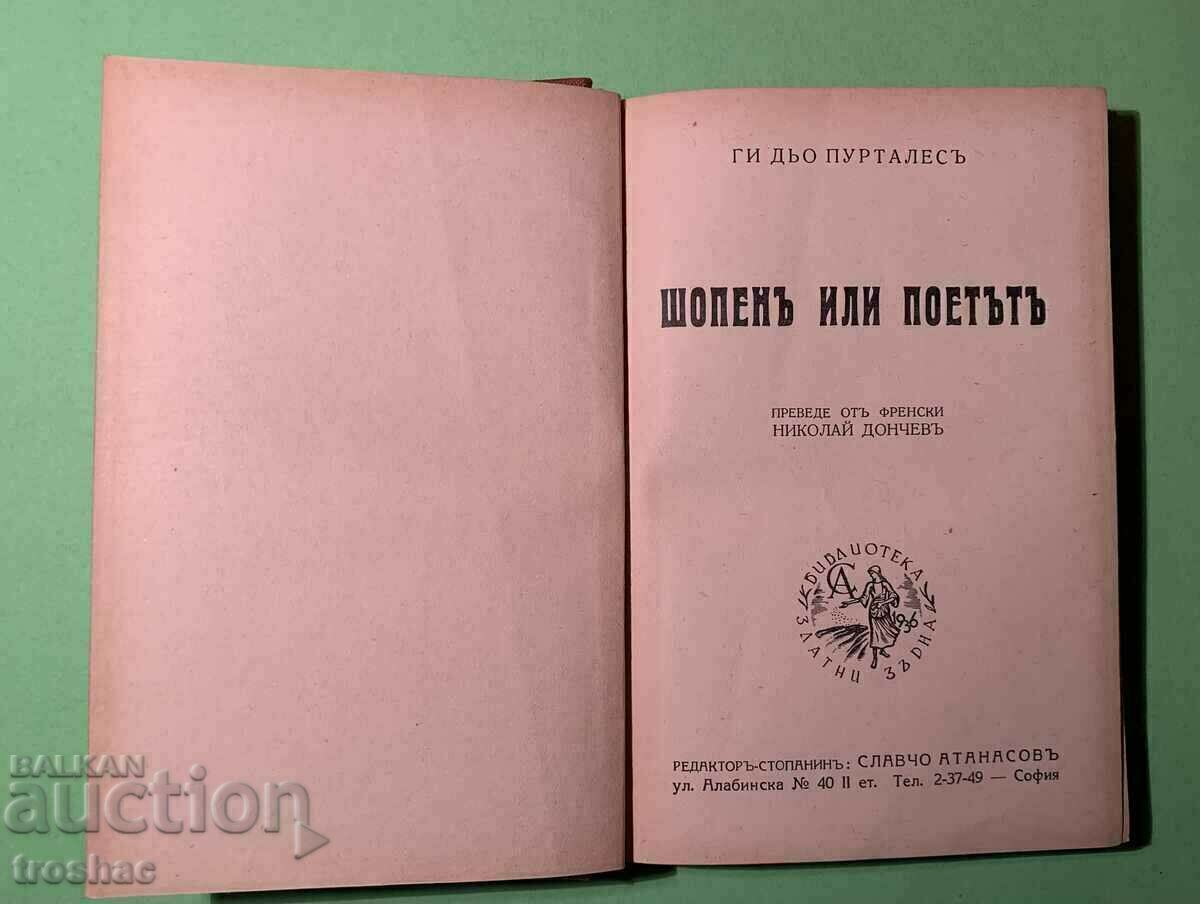 ГИ ДЬО ПУРТАЛЕСЪ
ШОПЕНЪ ИЛИ ПОЕТЪТЪ
ПРЕВЕДЕ ОТЪ ФРЕНСКИ
НИКОЛАЙ ДОНЧЕВЪ
БИБЛИОТЕКА
СА
1936
ЗЛАТНИ ЗЪРНА
РЕДАКТОРЪ-СТОПАНИНЪ: СЛАВЧО АТАНАСОВЪ
ул. Алабинска № 40 II ет. Тел. 2-37-49 — София
BALKAN
auction
troshac